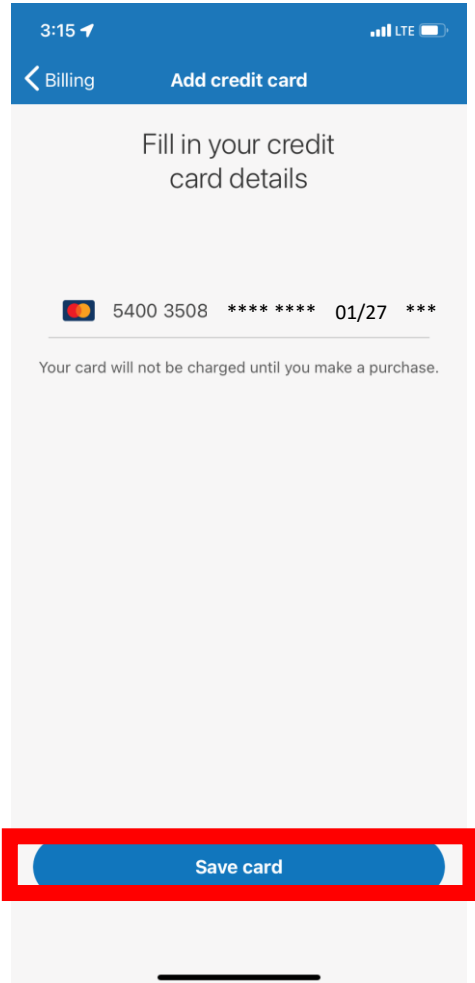 3:15 LTE
Billing Add credit card
Fill in your credit
card details
5400 3508 **** **** 01/27 ***
Your card will not be charged until you make a purchase.
Save card